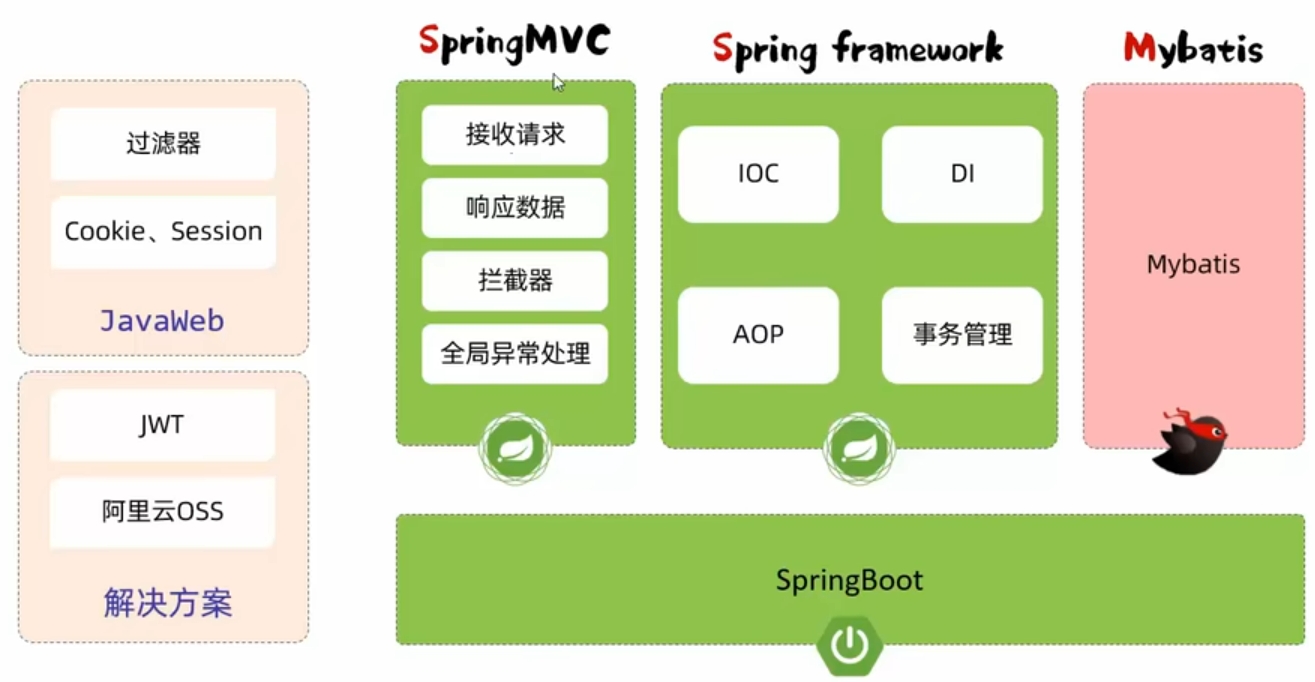 SpringMVC
Spring framework
Mybatis
过滤器
Cookie、Session
JavaWeb
JWT
阿里云OSS
解决方案
接收请求
响应数据
拦截器
全局异常处理
IOC
DI
AOP
事务管理
Mybatis
SpringBoot